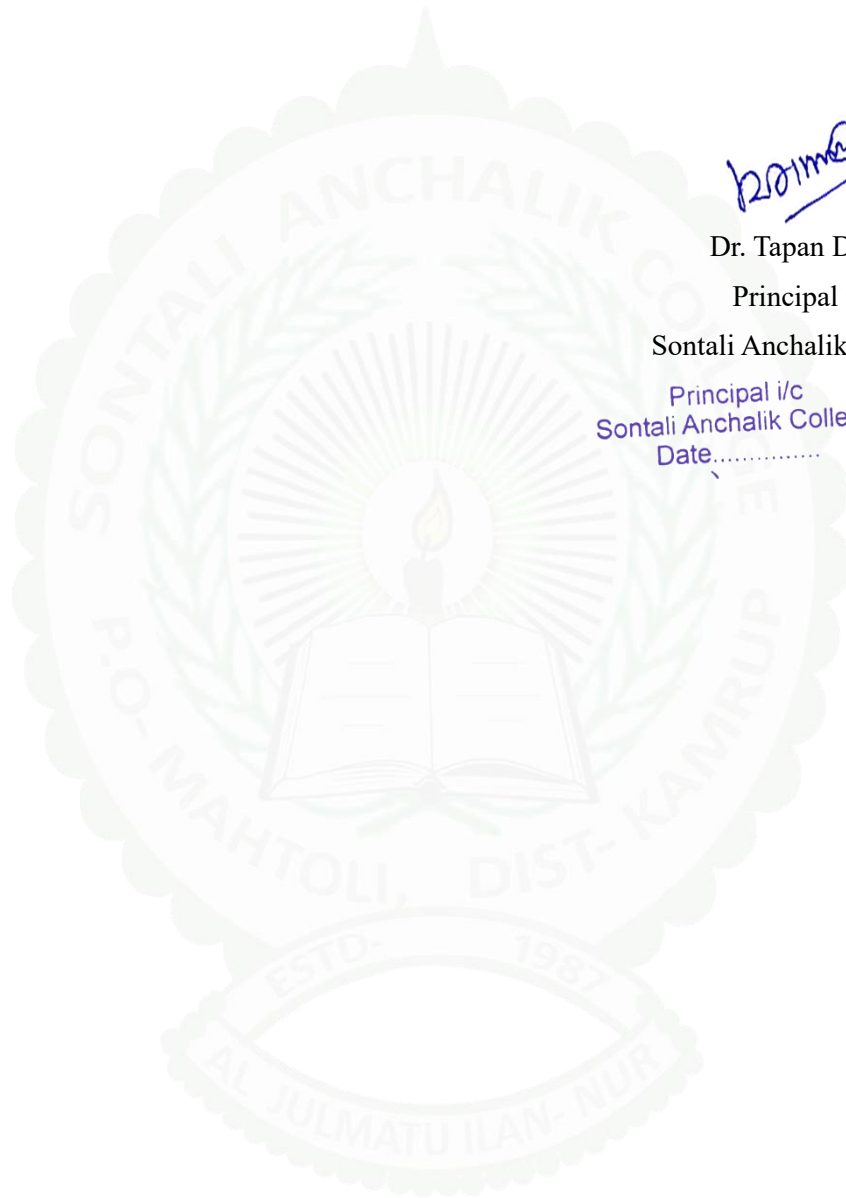 Dr. Tapan D
Principal
Sontali Anchalik
Principal i/c
Sontali Anchalik Colle
Date...............
SONTALI ANCHALIK COLLEGE
P.O- MAHTOLI, DIST- KAMRUP
ESTD- 1987
AL JULMATU ILAN- NUR